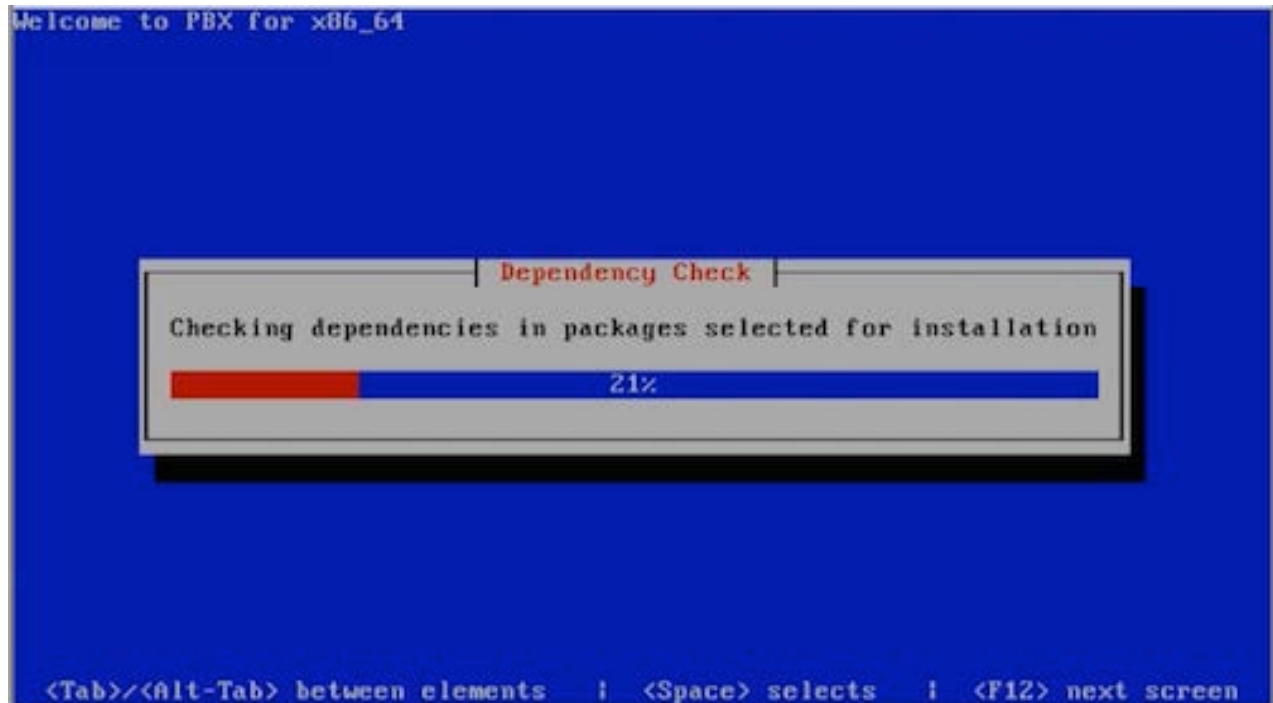 Welcome to PBX for x86_64
Dependency Check
Checking dependencies in packages selected for installation
21%
<Tab>/<Alt-Tab> between elements | <Space> selects | <F12> next screen